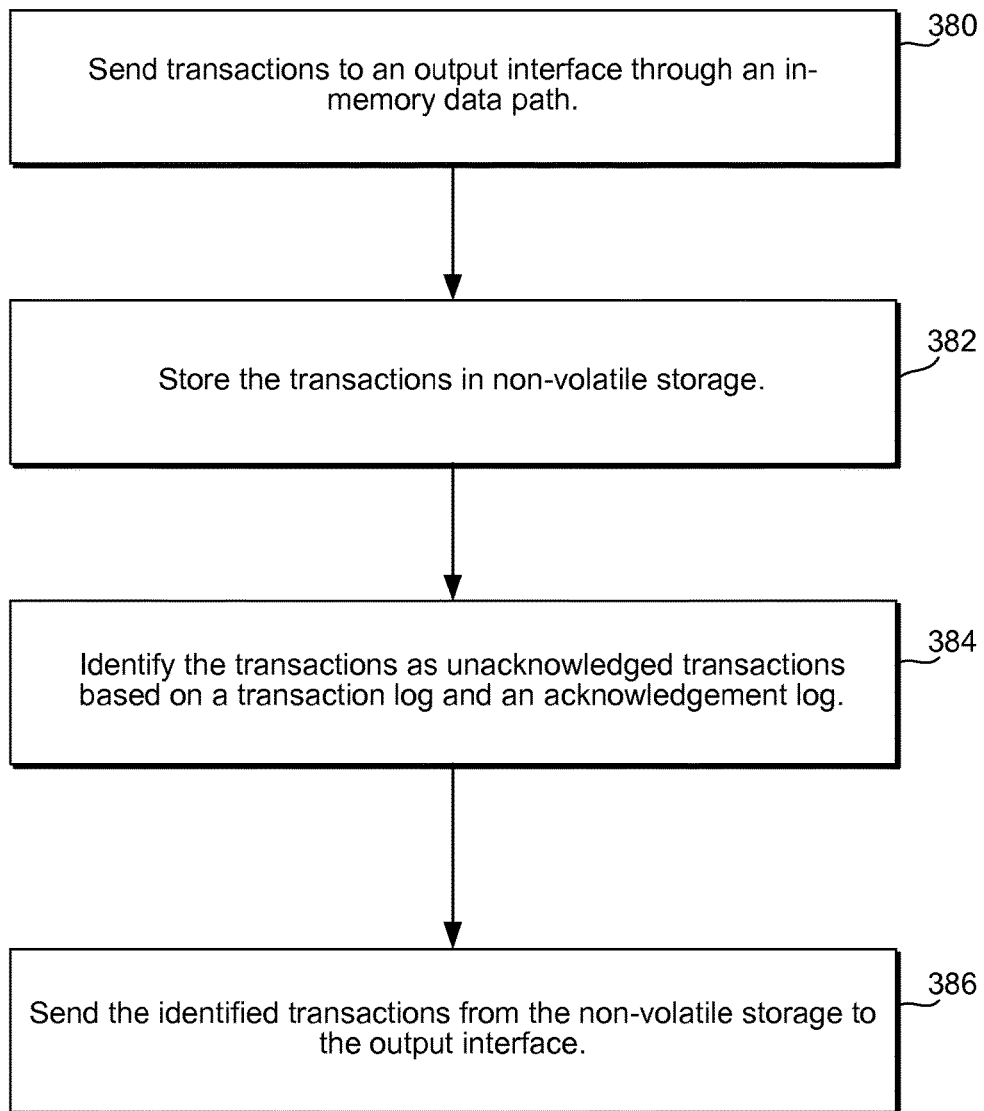 380
Send transactions to an output interface through an in-
memory data path.
382
Store the transactions in non-volatile storage.
384
Identify the transactions as unacknowledged transactions
based on a transaction log and an acknowledgement log.
386
Send the identified transactions from the non-volatile storage to
the output interface.